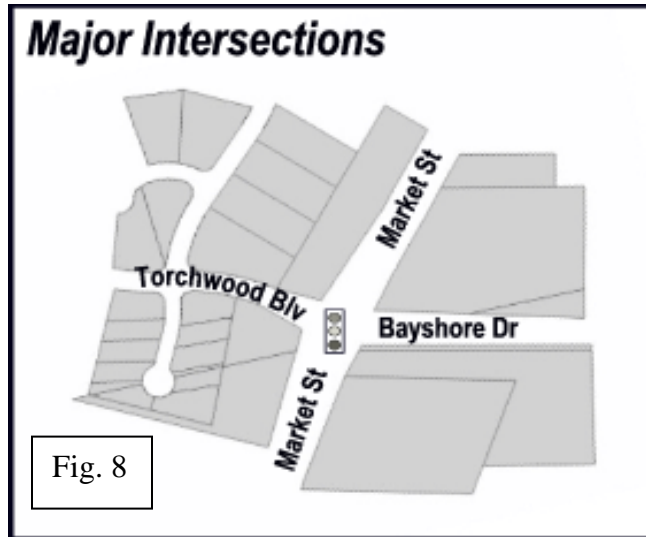 Major Intersections
Market St
Torchwood Blv
Bayshore Dr
Market St
Fig. 8